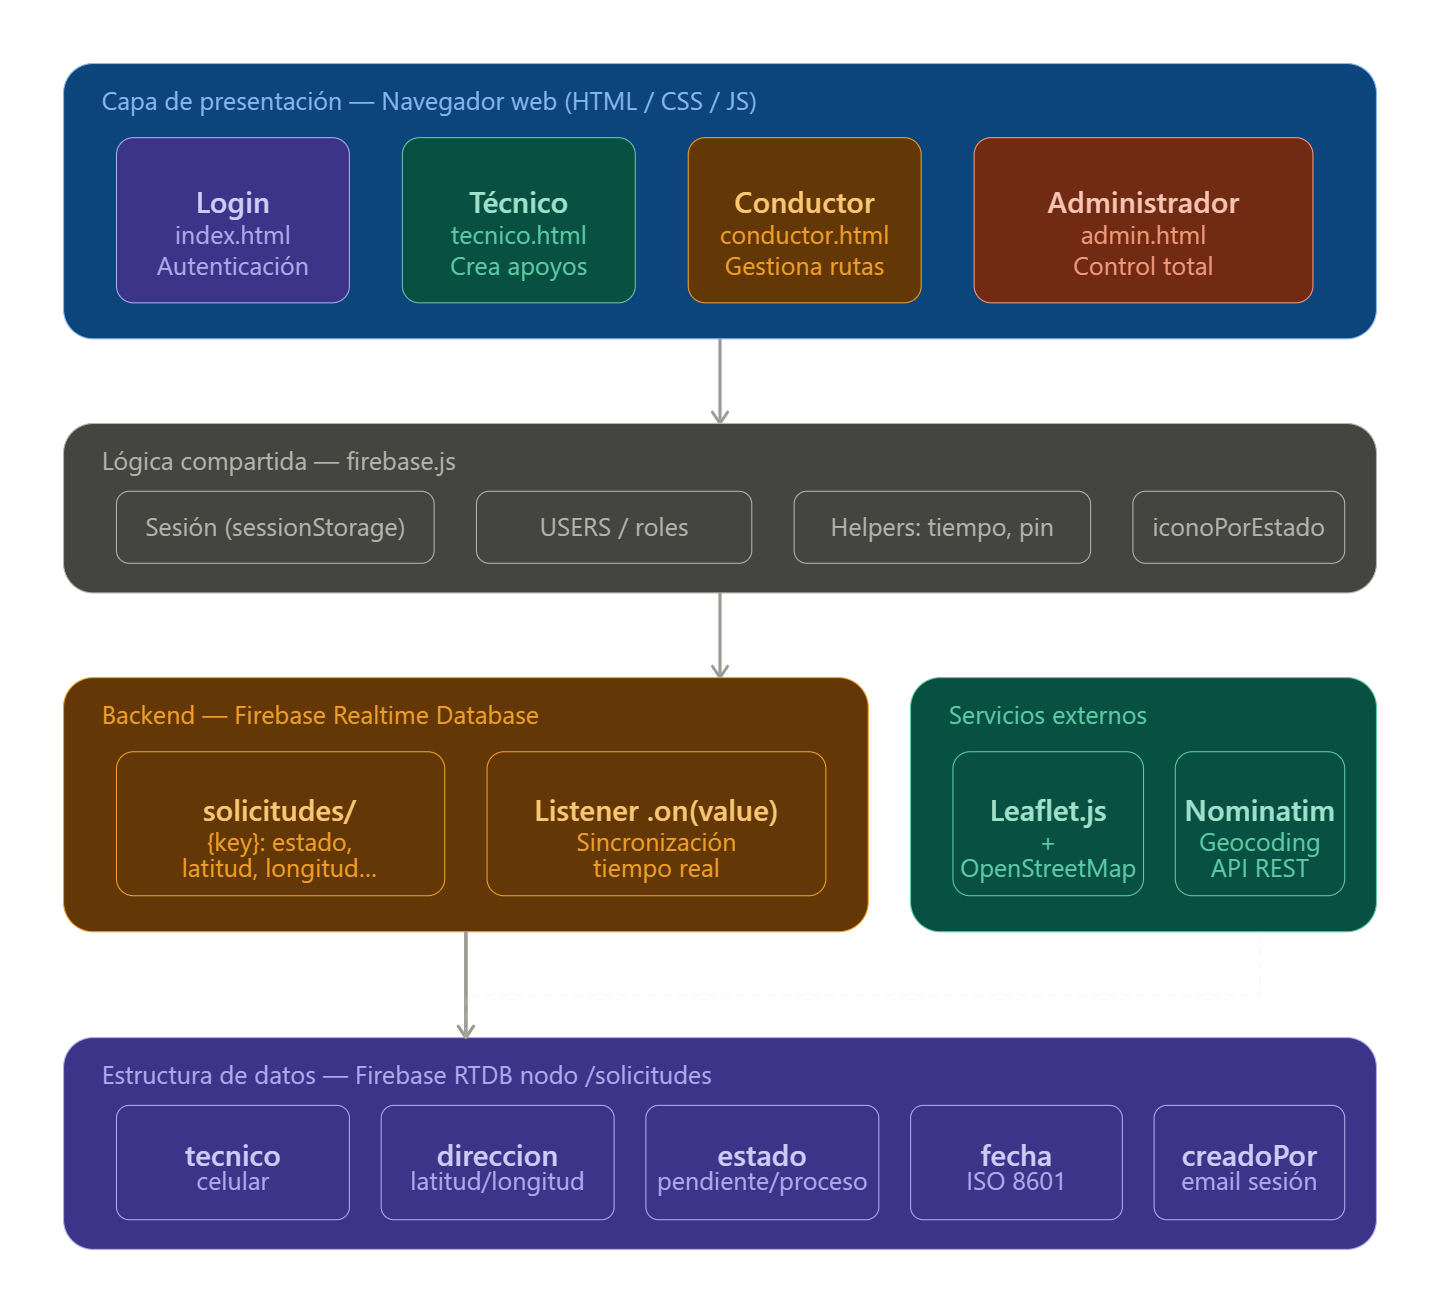 Capa de presentación — Navegador web (HTML / CSS / JS)
Login
index.html
Autenticación
Técnico
tecnico.html
Crea apoyos
Conductor
conductor.html
Gestiona rutas
Administrador
admin.html
Control total
Lógica compartida — firebase.js
Sesión (sessionStorage)
USERS / roles
Helpers: tiempo, pin
iconoPorEstado
Backend — Firebase Realtime Database
solicitudes/
{key}: estado,
latitud, longitud...
Listener .on(value)
Sincronización
tiempo real
Servicios externos
Leaflet.js
+
OpenStreetMap
Nominatim
Geocoding
API REST
Estructura de datos — Firebase RTDB nodo /solicitudes
tecnico
celular
direccion
latitud/longitud
estado
pendiente/proceso
fecha
ISO 8601
creadoPor
email sesión